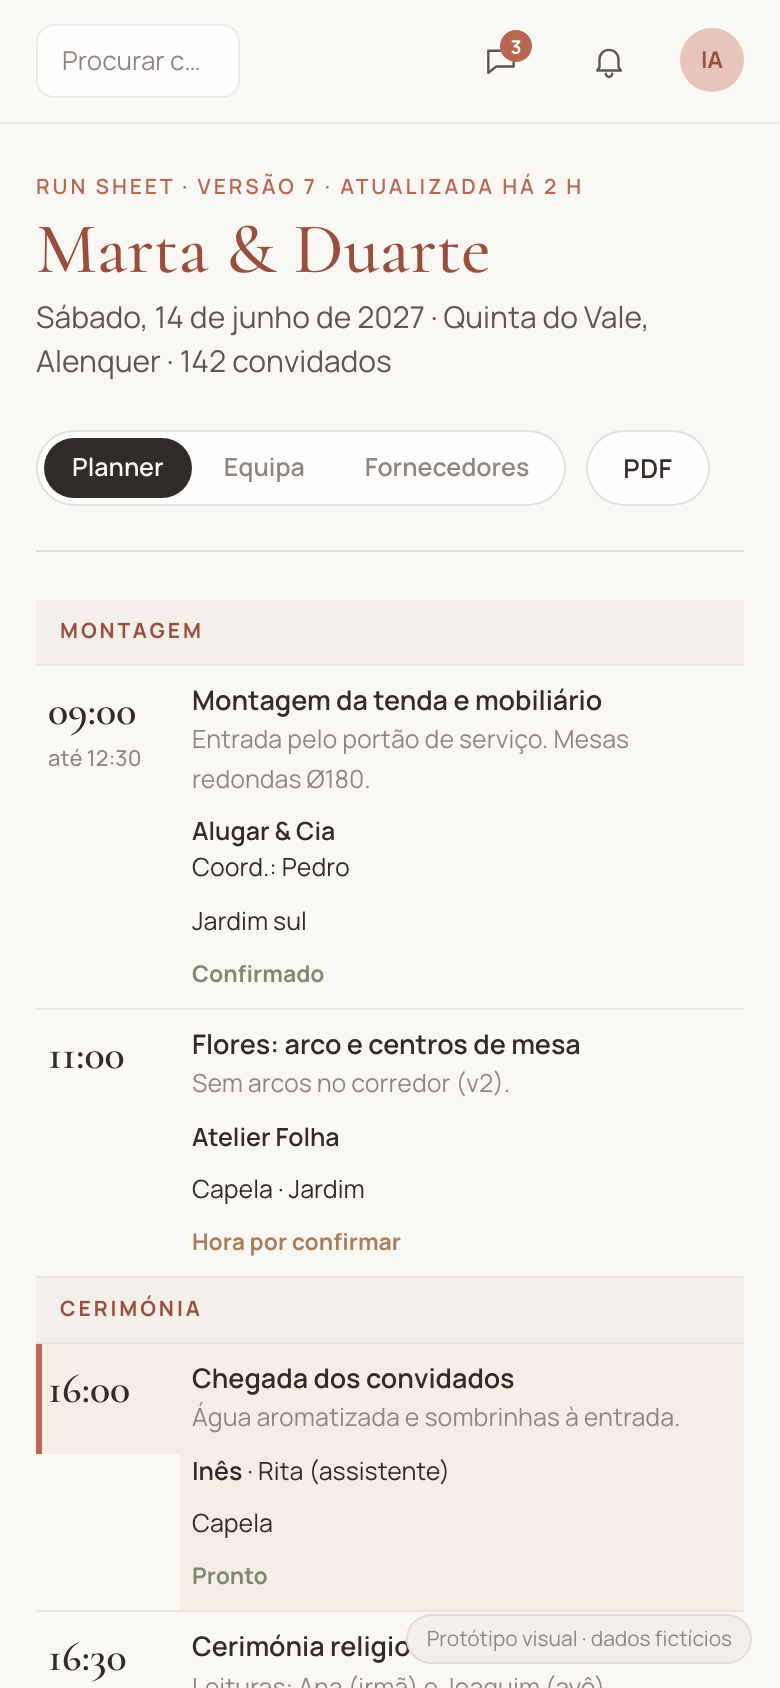 Procurar c...
3
IA
RUN SHEET · VERSÃO 7 · ATUALIZADA HÁ 2 H
Marta & Duarte
Sábado, 14 de junho de 2027 · Quinta do Vale,
Alenquer · 142 convidados
Planner
Equipa
Fornecedores
PDF
MONTAGEM
09:00
até 12:30
Montagem da tenda e mobiliário
Entrada pelo portão de serviço. Mesas
redondas Ø180.
Alugar & Cia
Coord.: Pedro
Jardim sul
Confirmado
11:00
Flores: arco e centros de mesa
Sem arcos no corredor (v2).
Atelier Folha
Capela · Jardim
Hora por confirmar
CERIMÓNIA
16:00
Chegada dos convidados
Água aromatizada e sombrinhas à entrada.
Inês · Rita (assistente)
Capela
Pronto
16:30
Cerimónia religio
Protótipo visual · dados fictícios
Leituras: Ana (irmã) e Joaquim (avô)